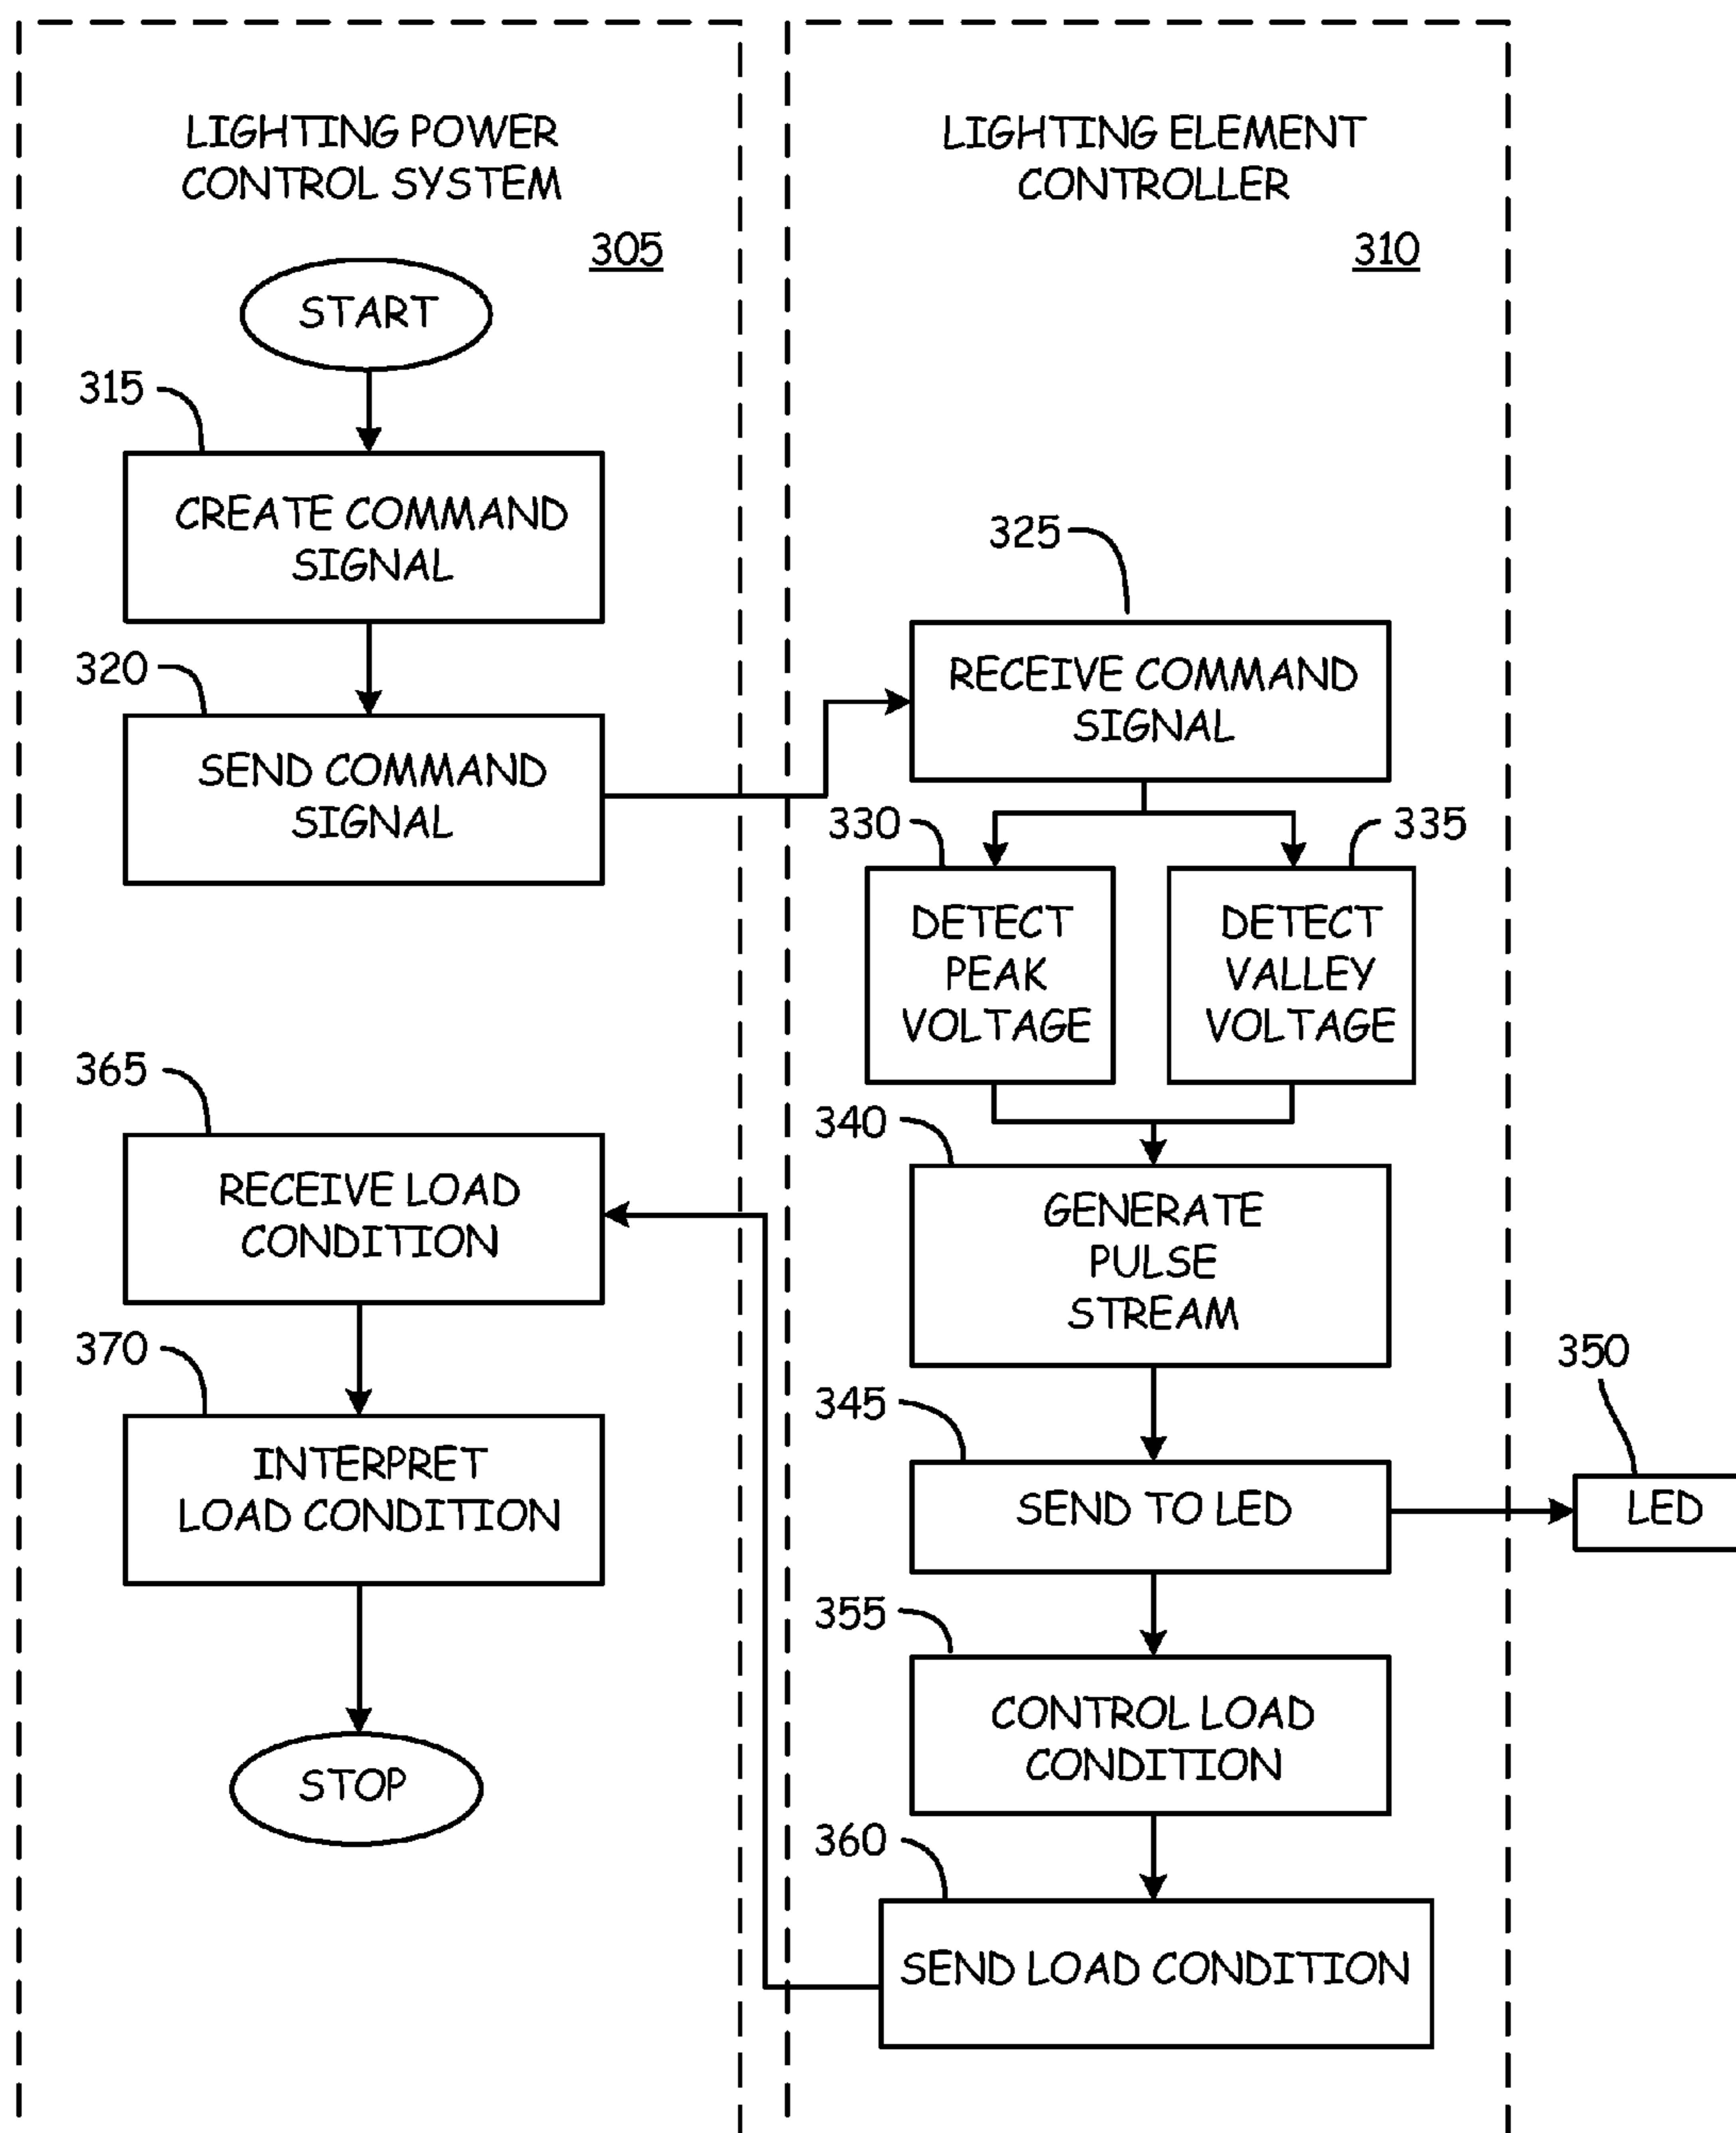 LIGHTING POWER
CONTROL SYSTEM
305
START
315
CREATE COMMAND
SIGNAL
320
SEND COMMAND
SIGNAL
365
RECEIVE LOAD
CONDITION
370
INTERPRET
LOAD CONDITION
STOP
LIGHTING ELEMENT
CONTROLLER
310
325
RECEIVE COMMAND
SIGNAL
330
DETECT
PEAK
VOLTAGE
335
DETECT
VALLEY
VOLTAGE
340
GENERATE
PULSE
STREAM
345
SEND TO LED
350
LED
355
CONTROL LOAD
CONDITION
360
SEND LOAD CONDITION